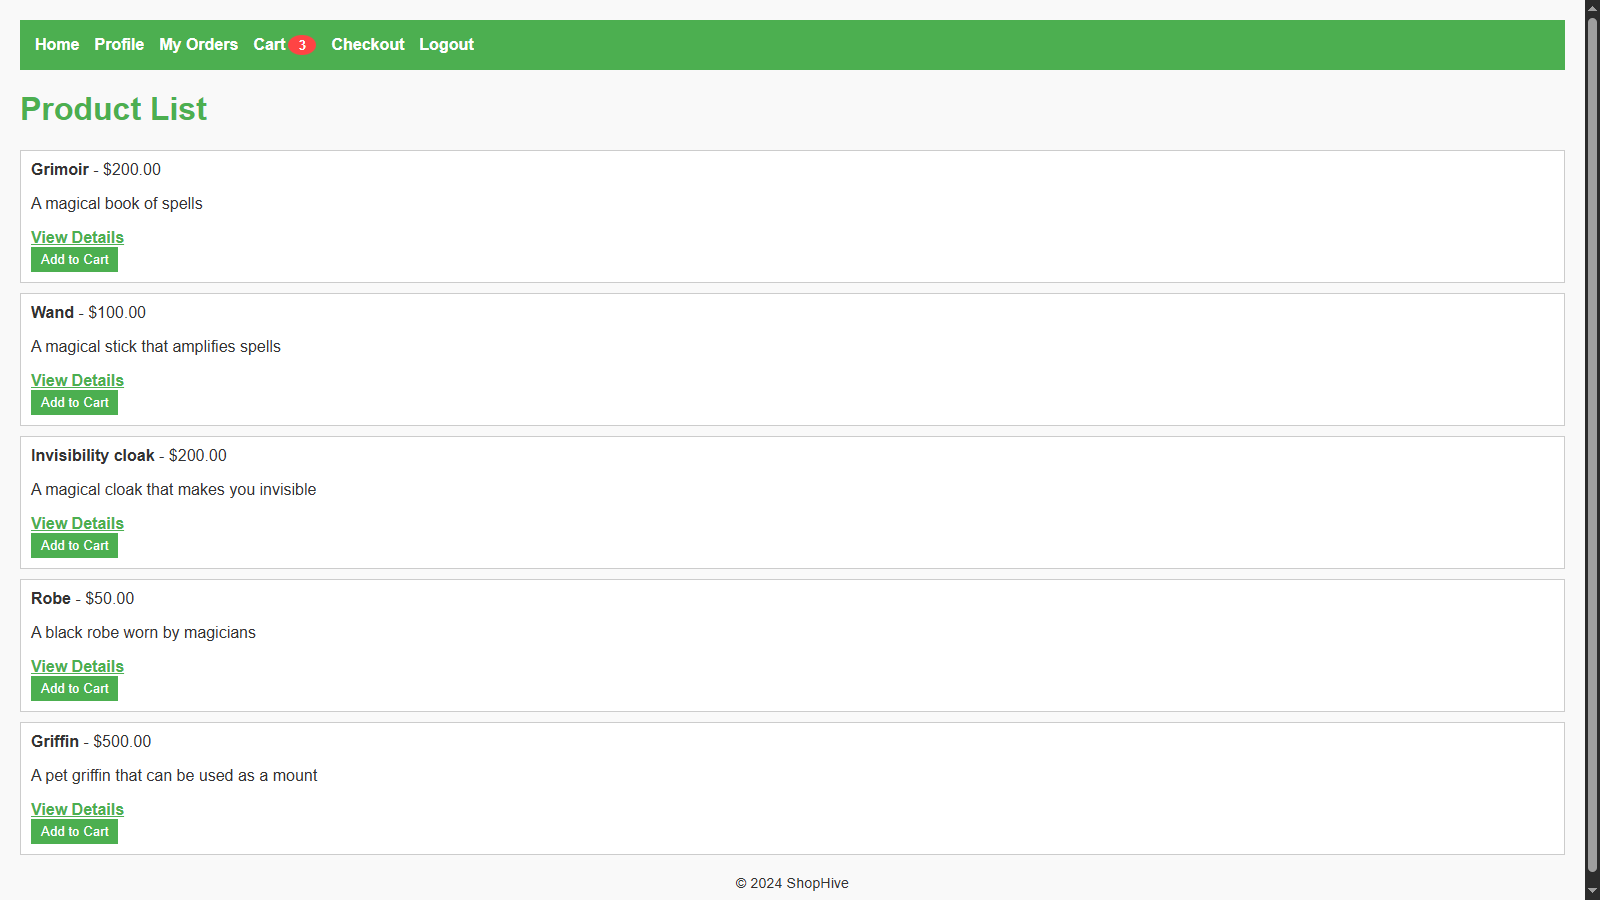 Home Profile My Orders Cart 3 Checkout Logout
Product List
Grimoir - $200.00
A magical book of spells
View Details
Add to Cart
Wand - $100.00
A magical stick that amplifies spells
View Details
Add to Cart
Invisibility cloak - $200.00
A magical cloak that makes you invisible
View Details
Add to Cart
Robe - $50.00
A black robe worn by magicians
View Details
Add to Cart
Griffin - $500.00
A pet griffin that can be used as a mount
View Details
Add to Cart
© 2024 ShopHive